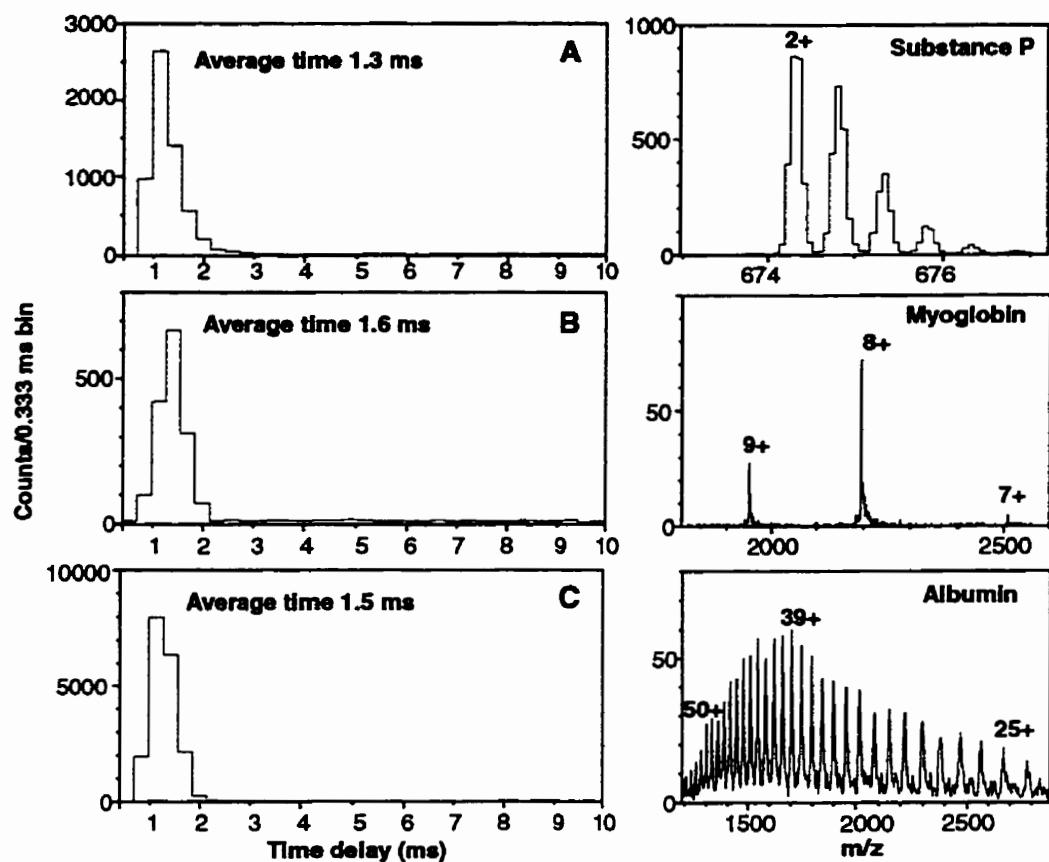 3000
2000
1000
0
Average time 1.3 ms
A
1 2 3 4 5 6 7 8 9 10
1000
500
0
2+
Substance P
674 676
500
0
Average time 1.6 ms
B
1 2 3 4 5 6 7 8 9 10
50
0
Myoglobin
9+
8+
7+
2000 2500
10000
5000
0
Average time 1.5 ms
C
1 2 3 4 5 6 7 8 9 10
Time delay (ms)
Counts/0.333 ms bin
50
0
Albumin
50+
39+
25+
1500 2000 2500
m/z